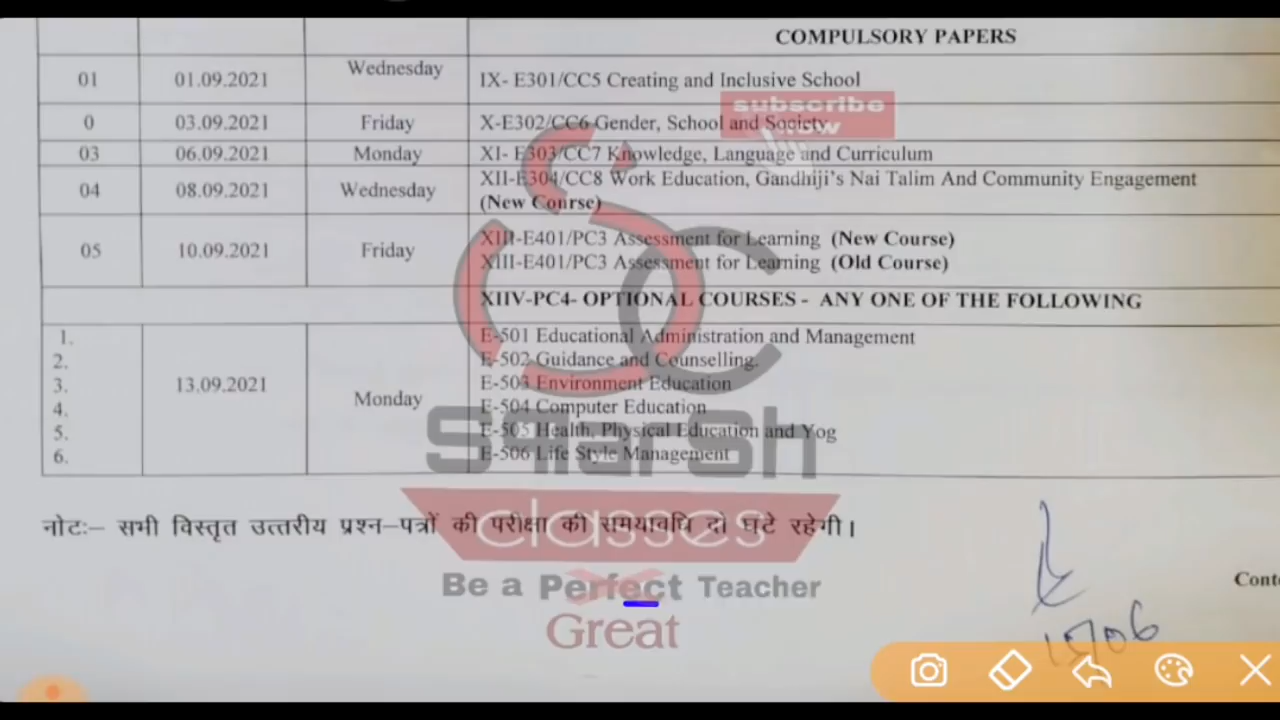 COMPULSORY PAPERS
01 01.09.2021 Wednesday IX- E301/CC5 Creating and Inclusive School
subscribe now
0 03.09.2021 Friday X-E302/CC6 Gender, School and Society
03 06.09.2021 Monday XI- E303/CC7 Knowledge, Language and Curriculum
04 08.09.2021 Wednesday XII-E304/CC8 Work Education, Gandhiji's Nai Talim And Community Engagement
(New Course)
05 10.09.2021 Friday XIII-E401/PC3 Assessment for Learning (New Course)
XIII-E401/PC3 Assessment for Learning (Old Course)
XIIV-PC4- OPTIONAL COURSES - ANY ONE OF THE FOLLOWING
1. E-501 Educational Administration and Management
2. E-502 Guidance and Counselling.
3. 13.09.2021 Monday E-503 Environment Education
4. E-504 Computer Education
5. E-505 Health, Physical Education and Yog
6. E-506 Life Style Management
Sparsh
classes
नोटः– सभी विस्तृत उत्तरीय प्रश्न–पत्रों की परीक्षा की समयावधि दो घंटे रहेगी।
Be a Perfect Teacher
Great
15/06